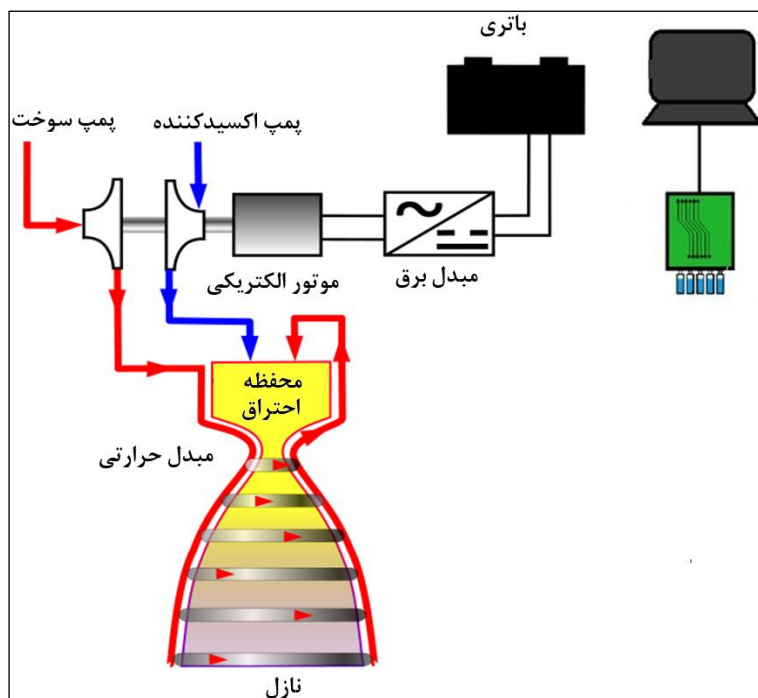 باتری
پمپ سوخت
پمپ اکسیدکننده
موتور الکتریکی
مبدل برق
محفظه
احتراق
مبدل حرارتی
نازل